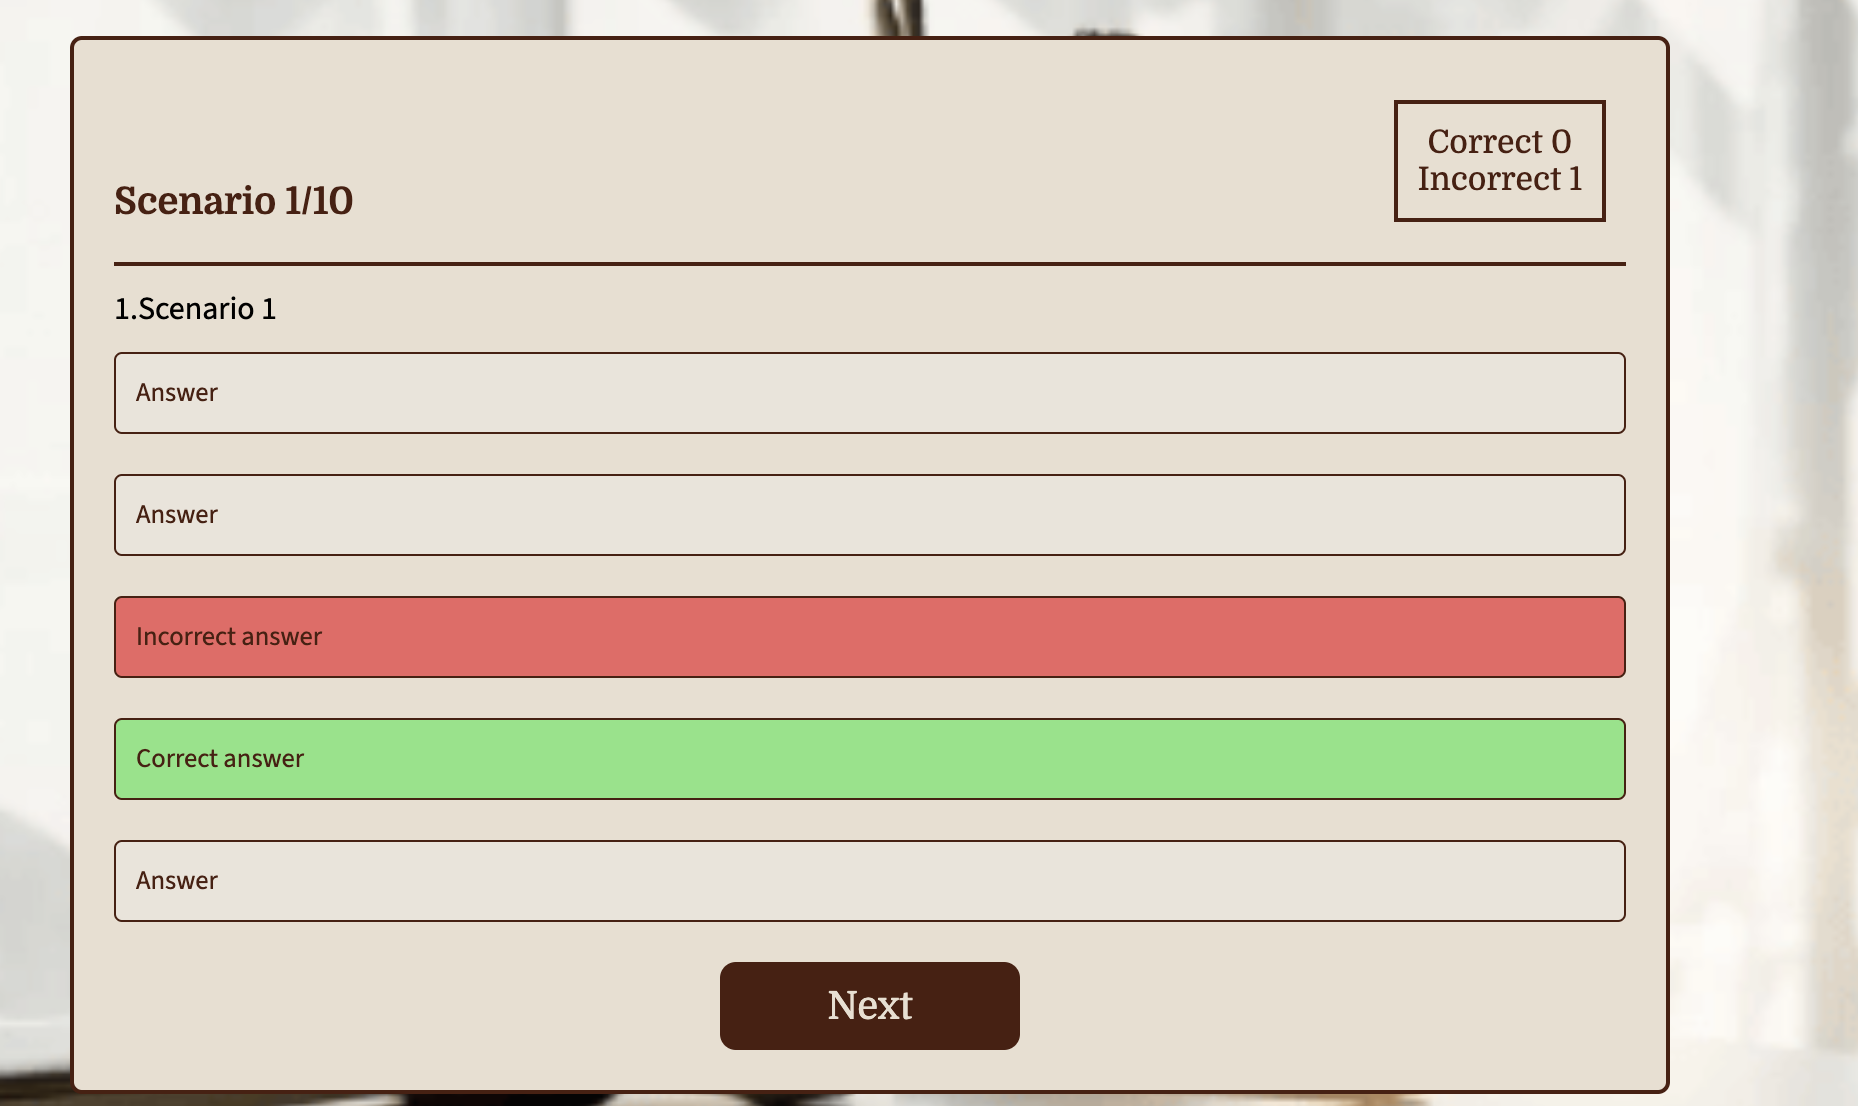 Correct 0
Incorrect 1
Scenario 1/10
1.Scenario 1
Answer
Answer
Incorrect answer
Correct answer
Answer
Next